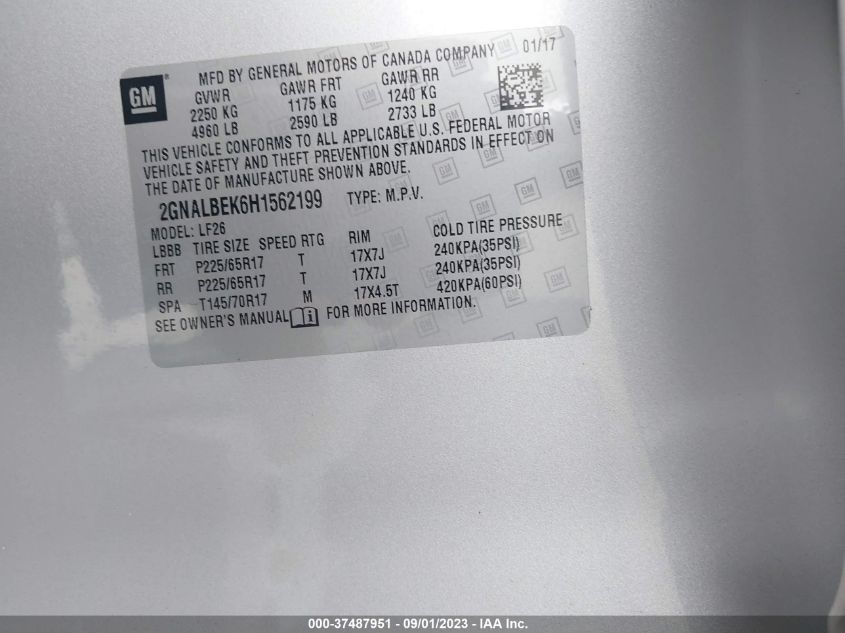 GM
MFD BY GENERAL MOTORS OF CANADA COMPANY 01/17
GVWR GAWR FRT GAWR RR
2250 KG 1175 KG 1240 KG
4960 LB 2590 LB 2733 LB
THIS VEHICLE CONFORMS TO ALL APPLICABLE U.S. FEDERAL MOTOR
VEHICLE SAFETY AND THEFT PREVENTION STANDARDS IN EFFECT ON
THE DATE OF MANUFACTURE SHOWN ABOVE.
2GNALBEK6H1562199 TYPE: M.P.V.
MODEL: LF26
LBBB TIRE SIZE SPEED RTG RIM COLD TIRE PRESSURE
FRT P225/65R17 T 17X7J 240KPA(35PSI)
RR P225/65R17 T 17X7J 240KPA(35PSI)
SPA T145/70R17 M 17X4.5T 420KPA(60PSI)
SEE OWNER'S MANUAL i FOR MORE INFORMATION.
000-37487951 - 09/01/2023 - IAA Inc.